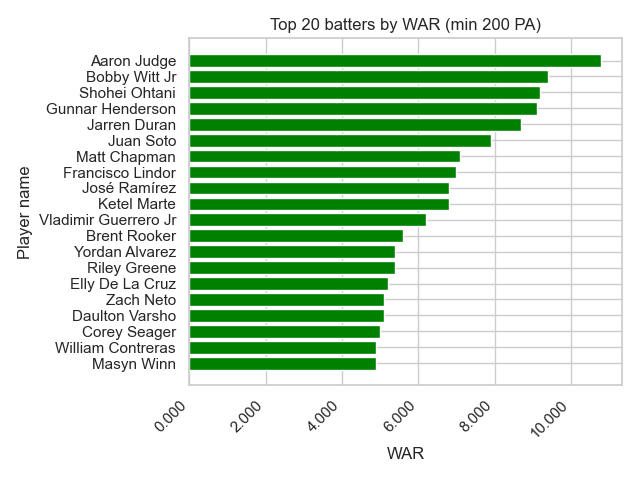 Top 20 batters by WAR (min 200 PA)
Player name
Aaron Judge
Bobby Witt Jr
Shohei Ohtani
Gunnar Henderson
Jarren Duran
Juan Soto
Matt Chapman
Francisco Lindor
José Ramírez
Ketel Marte
Vladimir Guerrero Jr
Brent Rooker
Yordan Alvarez
Riley Greene
Elly De La Cruz
Zach Neto
Daulton Varsho
Corey Seager
William Contreras
Masyn Winn
0.000 2.000 4.000 6.000 8.000 10.000
WAR